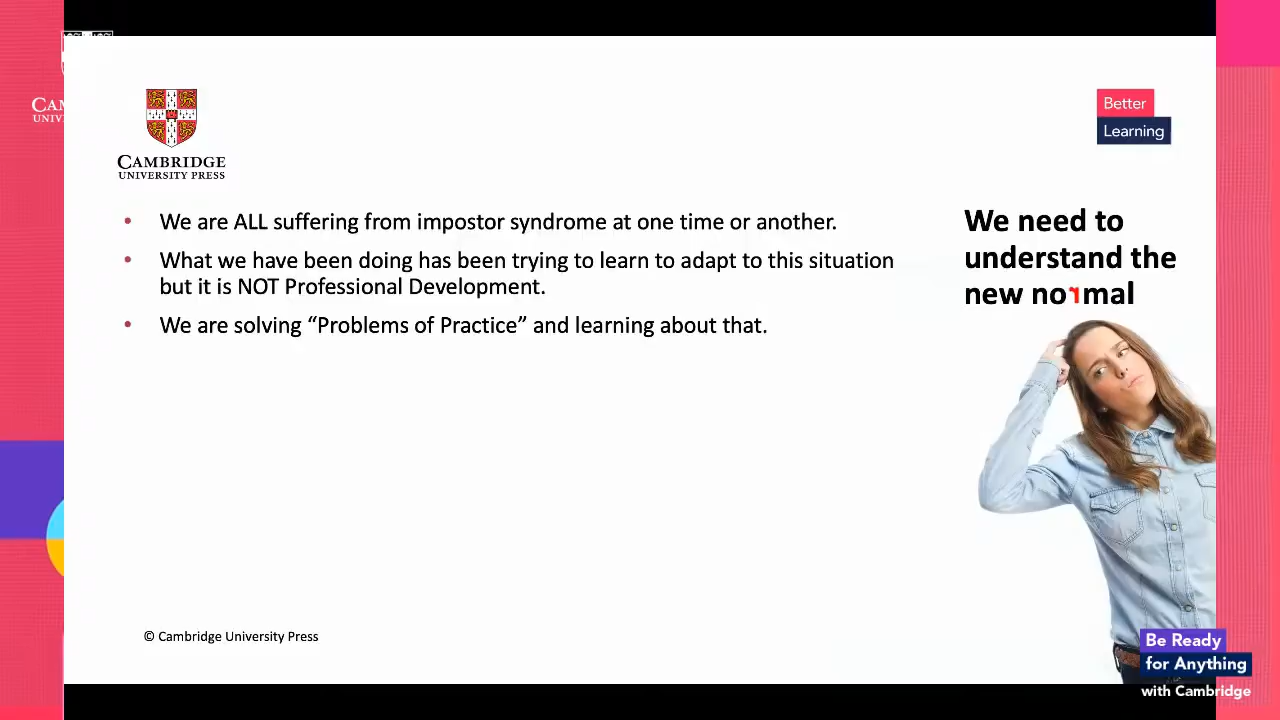 CAMBRIDGE
UNIVERSITY PRESS
Better
Learning
• We are ALL suffering from impostor syndrome at one time or another.
• What we have been doing has been trying to learn to adapt to this situation
but it is NOT Professional Development.
• We are solving “Problems of Practice” and learning about that.
We need to
understand the
new normal
© Cambridge University Press
Be Ready
for Anything
with Cambridge